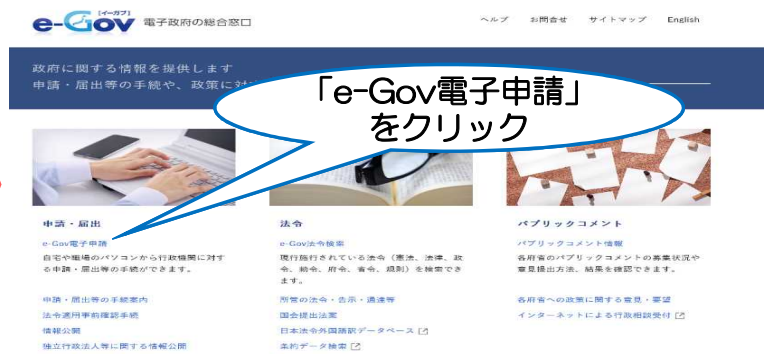 [イーガブ]
e-Gov 電子政府の総合窓口
ヘルプ お問合せ サイトマップ English
政府に関する情報を提供します
申請・届出等の手続や、政策に対
「e-Gov電子申請」
をクリック
申請・届出
e-Gov電子申請
自宅や職場のパソコンから行政機関に対す
る申請・届出等の手続ができます。
申請・届出等の手続案内
法令適用事前確認手続
情報公開
独立行政法人等に関する情報公開
法令
e-Gov法令検索
現行施行されている法令（憲法、法律、政
令、勅令、府令、省令、規則）を検索でき
ます。
所管の法令・告示・通達等
国会提出法案
日本法令外国語訳データベース
条約データ検索
パブリックコメント
パブリックコメント情報
各府省のパブリックコメントの募集状況や
意見提出方法、結果を確認できます。
各府省への政策に関する意見・要望
インターネットによる行政相談受付